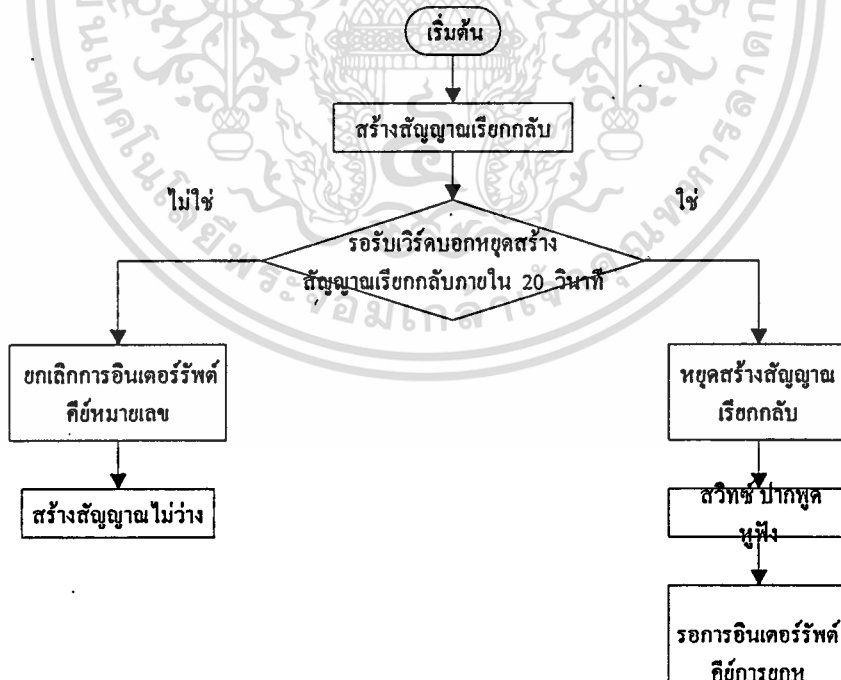 เริ่มต้น
สร้างสัญญาณเรียกกลับ
ไม่ใช่
ใช่
รอรับเวิร์ดบอกหยุดสร้าง
สัญญาณเรียกกลับภายใน 20 วินาที
ยกเลิกการอินเตอร์รัพต์
คีย์หมายเลข
สร้างสัญญาณไม่ว่าง
หยุดสร้างสัญญาณ
เรียกกลับ
สวิทซ์ ปากพูด
หูฟัง
รอการอินเตอร์รัพต์
คีย์การยกห